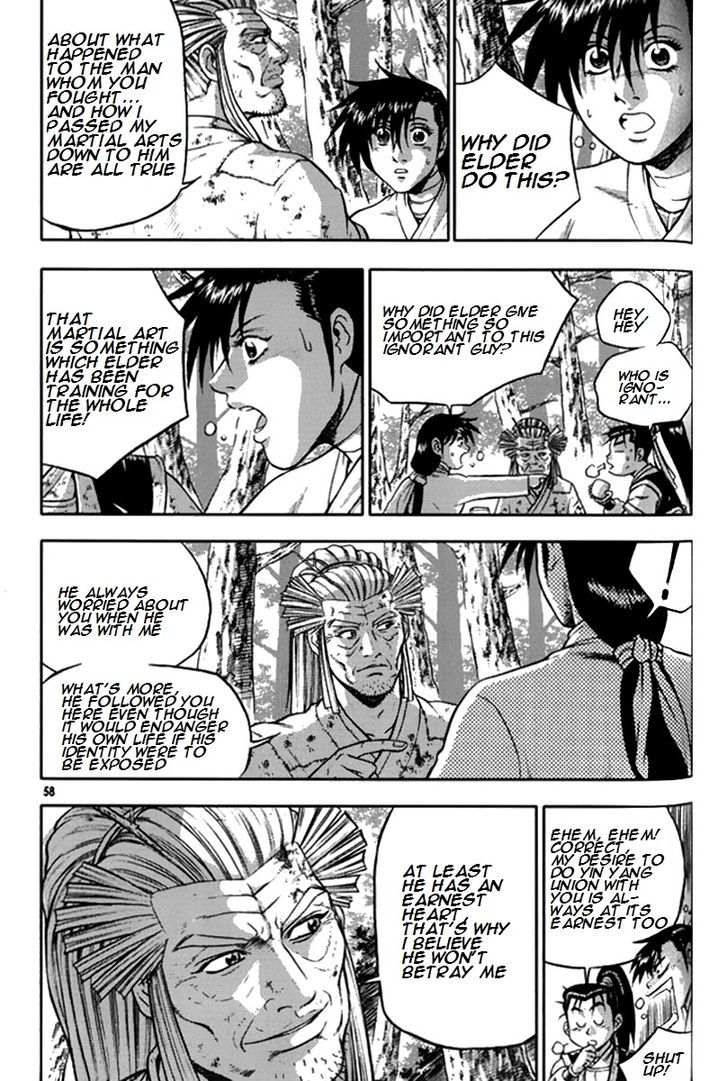 ABOUT WHAT
HAPPENED
TO THE MAN
WHOM YOU
FOUGHT...
AND HOW I
PASSED MY
MARTIAL ARTS
DOWN TO HIM
ARE ALL TRUE
WHY DID
ELDER
DO THIS?
THAT
MARTIAL ART
IS SOMETHING
WHICH ELDER
HAS BEEN
TRAINING FOR
THE WHOLE
LIFE!
WHY DID ELDER GIVE
SOMETHING SO
IMPORTANT TO THIS
IGNORANT GUY?
HEY,
HEY
WHO IS
IGNO-
RANT...
HE ALWAYS
WORRIED ABOUT
YOU WHEN HE
WAS WITH ME
!
WHAT'S MORE,
HE FOLLOWED YOU
HERE EVEN THOUGH
IT WOULD ENDANGER
HIS OWN LIFE IF HIS
IDENTITY WERE TO
BE EXPOSED
58
AT LEAST
HE HAS AN
EARNEST
HEART,
THAT'S WHY
I BELIEVE
HE WON'T
BETRAY ME
EHEM, EHEM!
CORRECT,
MY DESIRE TO
DO YIN YANG
UNION WITH
YOU IS AL-
WAYS AT ITS
EARNEST TOO
SHUT
UP!